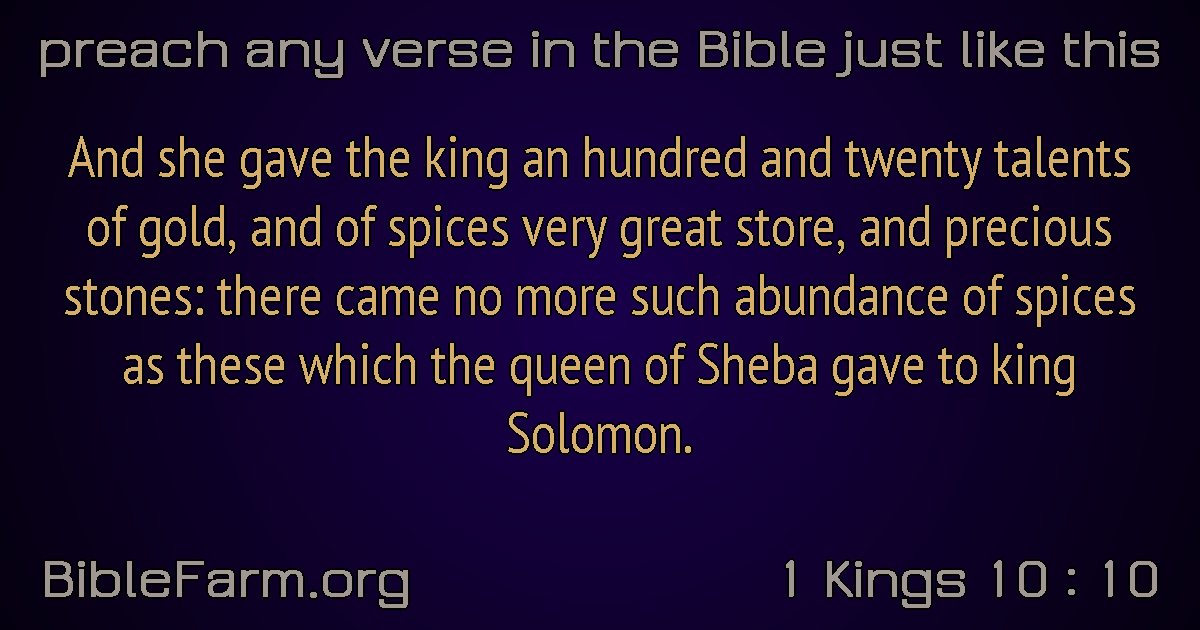 preach any verse in the Bible just like this
And she gave the king an hundred and twenty talents
of gold, and of spices very great store, and precious
stones: there came no more such abundance of spices
as these which the queen of Sheba gave to king
Solomon.
BibleFarm.org
1 Kings 10 : 10